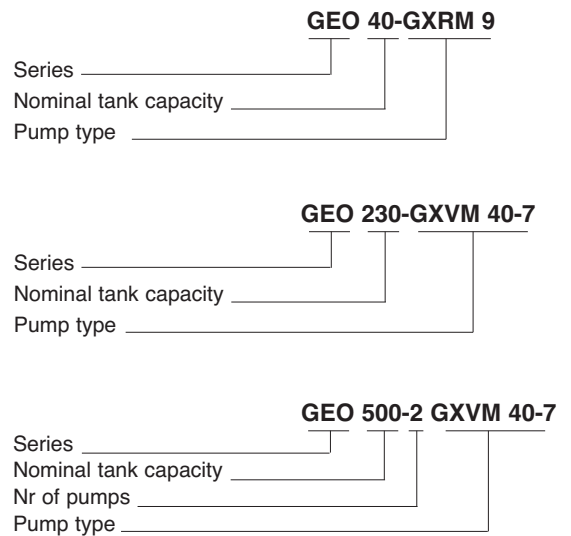 GEO 40-GXRM 9
Series
Nominal tank capacity
Pump type
GEO 230-GXVM 40-7
Series
Nominal tank capacity
Pump type
GEO 500-2 GXVM 40-7
Series
Nominal tank capacity
Nr of pumps
Pump type